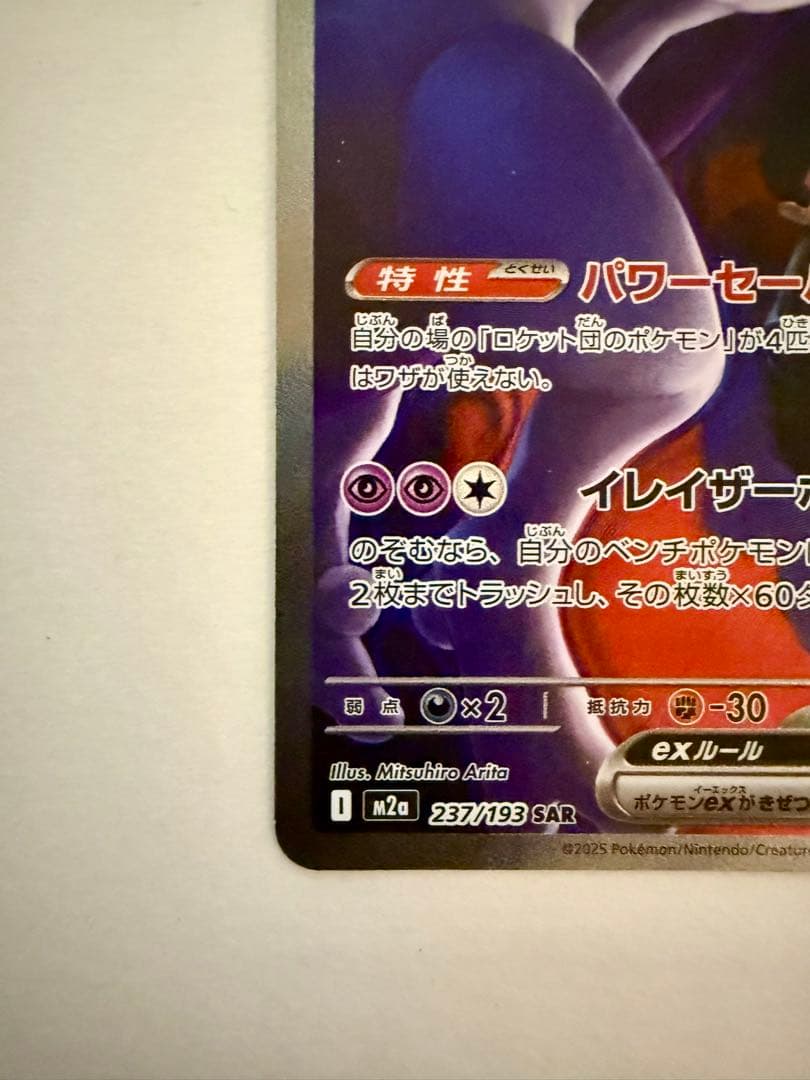 特性 とくせい パワーセー
じぶん ば だん ひき
自分の場の「ロケット団のポケモン」が4匹
つか
はワザが使えない。
イレイザー
じぶん
のぞむなら、自分のベンチポケモン
まい まいすう
2枚までトラッシュし、その枚数×60
弱点 ×2 抵抗力 -30
exルール
イーエックス
ポケモンexがきぜつ
Illus. Mitsuhiro Arita
I m2a 237/193 SAR
©2025 Pokémon/Nintendo/Creatur